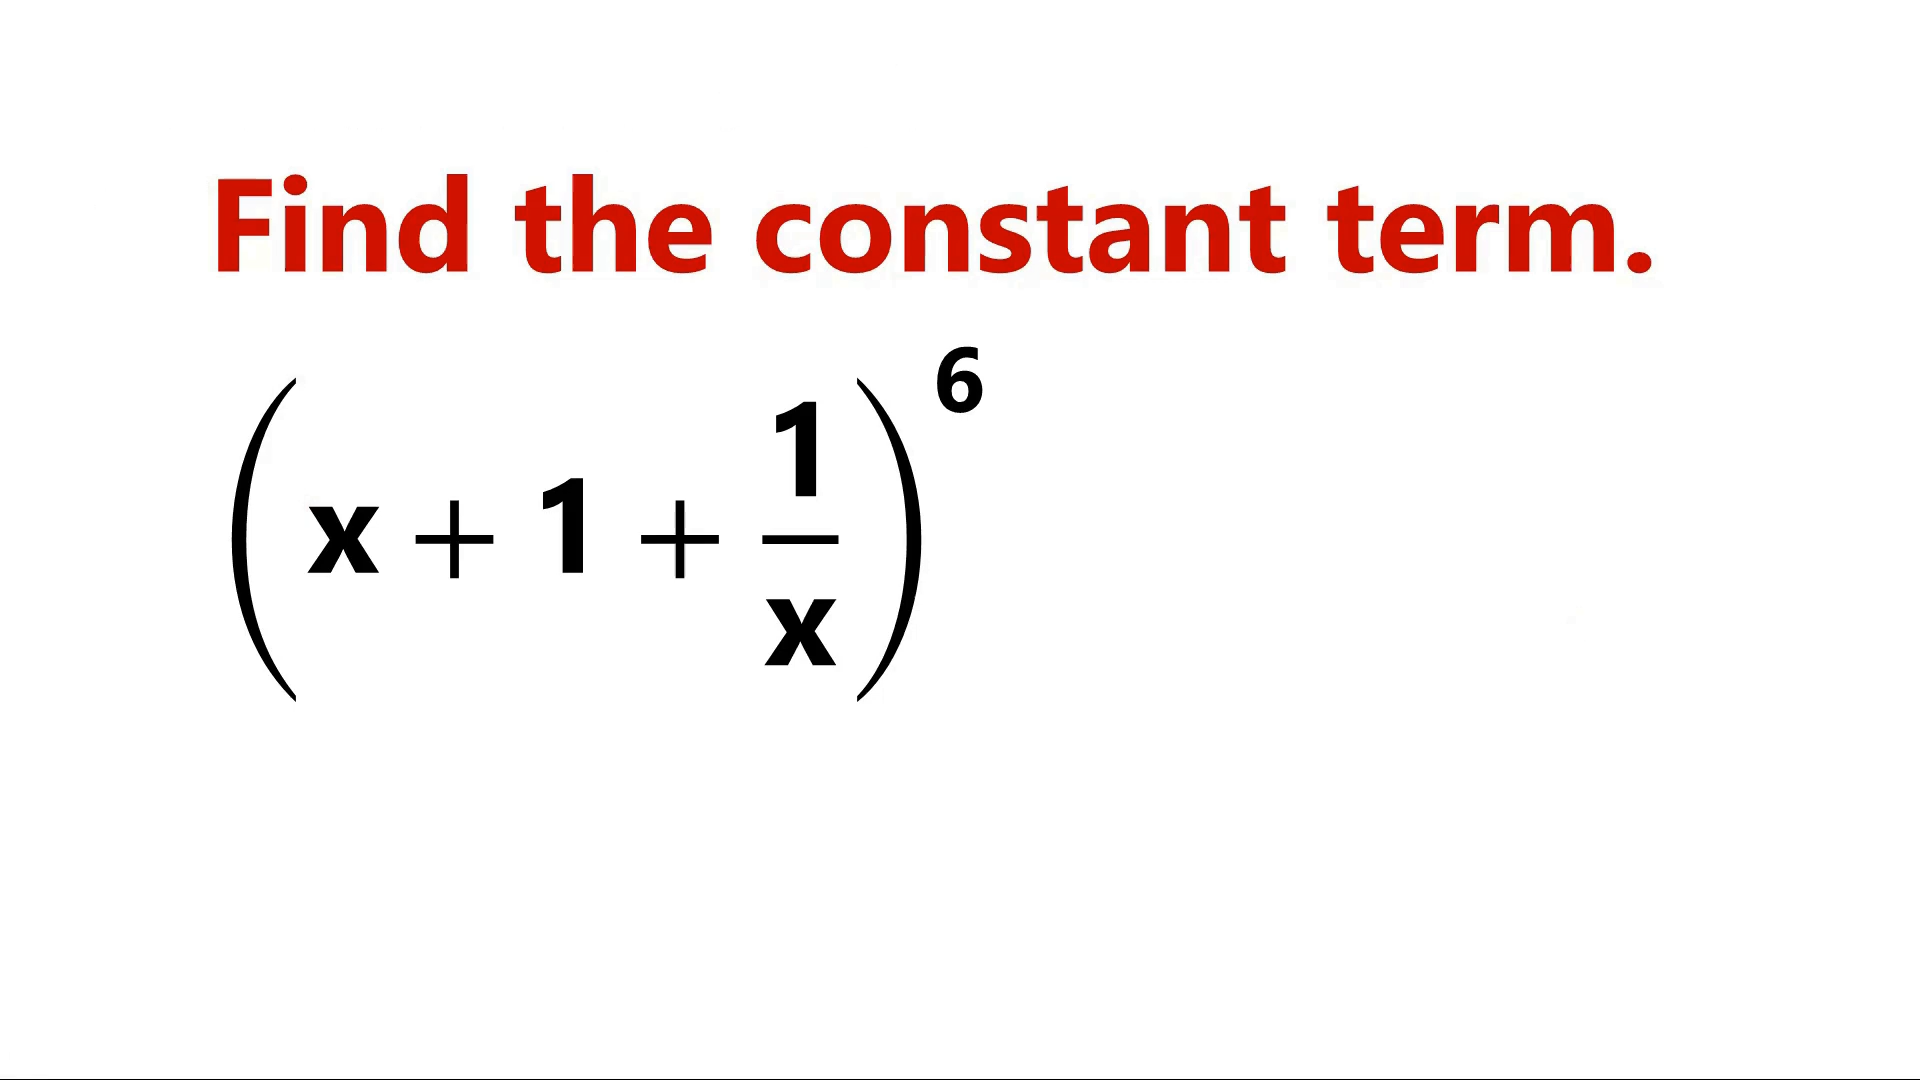 Find the constant term.
(x + 1 + 1/x)^6